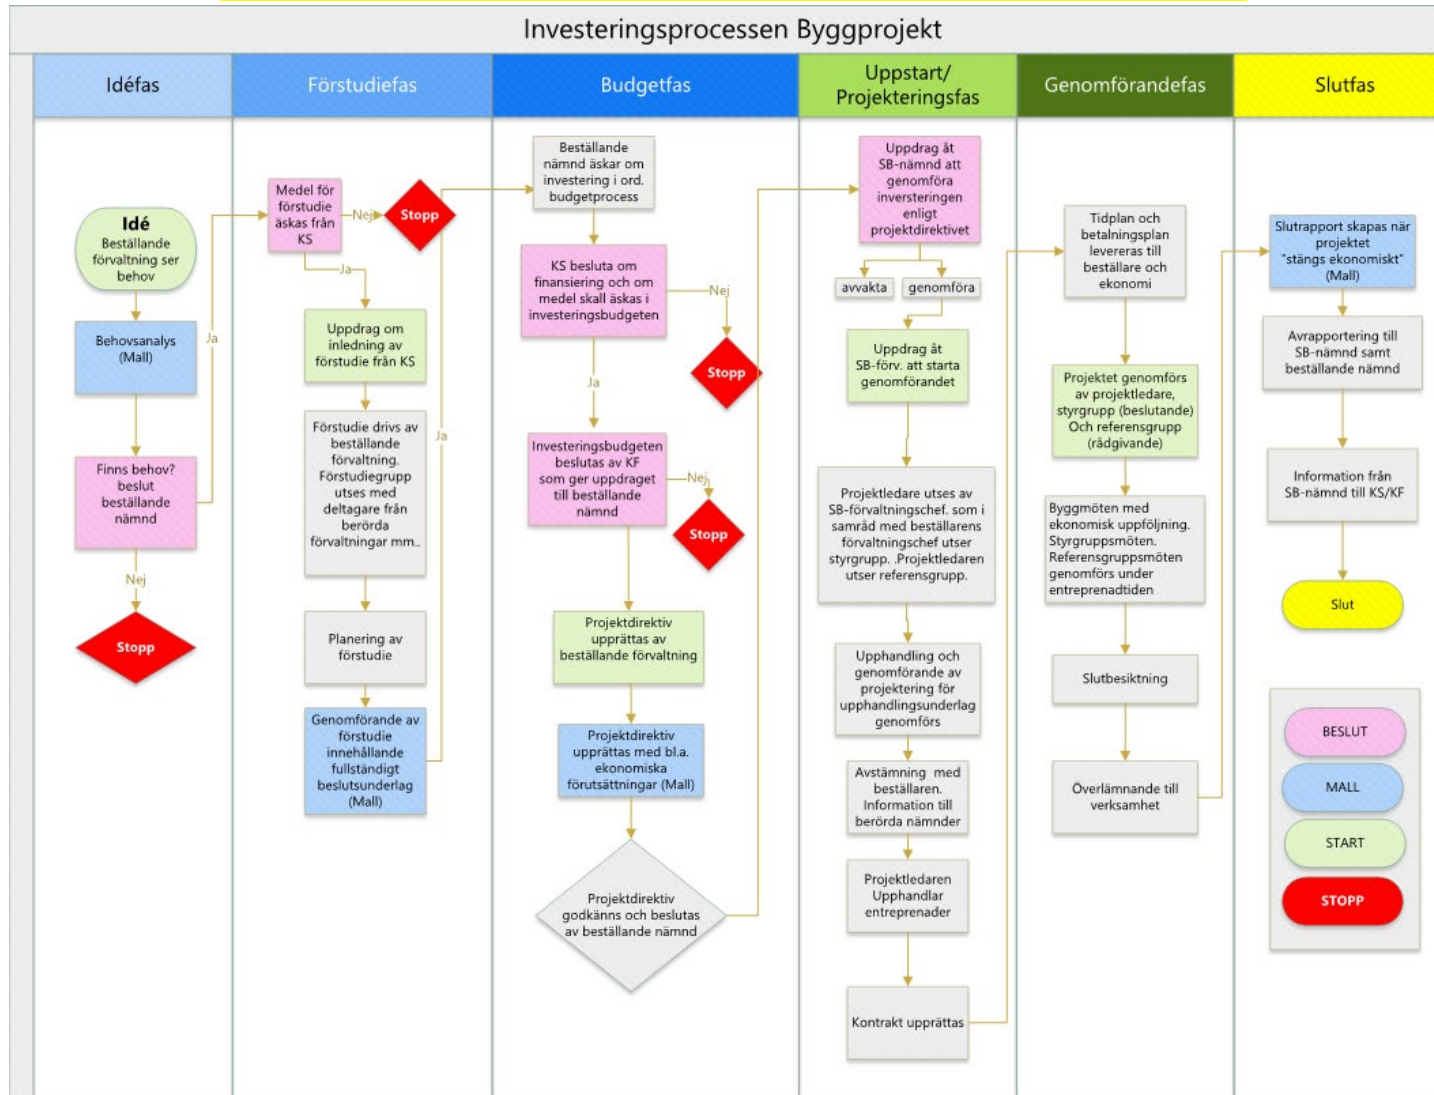 Investeringsprocessen Byggprojekt
Idéfas
Förstudiefas
Budgetfas
Uppstart/
Projekteringsfas
Genomförandefas
Slutfas
Idé
Beställande
förvaltning ser
behov
Behovsanalys
(Mall)
Finns behov?
beslut
beställande
nämnd
Nej
Stopp
Ja
Medel för
förstudie
äskas från
KS
Nej
Stopp
Ja
Uppdrag om
inledning av
förstudie från KS
Förstudie drivs av
beställande
förvaltning.
Förstudiegrupp
utses med
deltagare från
berörda
förvaltningar mm..
Planering av
förstudie
Genomförande av
förstudie
innehållande
fullständigt
beslutsunderlag
(Mall)
Ja
Beställande
nämnd äskar om
investering i ord.
budgetprocess
KS besluta om
finansiering och om
medel skall äskas i
investeringsbudgeten
Nej
Stopp
Ja
Investeringsbudgeten
beslutas av KF
som ger uppdraget
till beställande
nämnd
Nej
Stopp
Projektdirektiv
upprättas av
beställande förvaltning
Projektdirektiv
upprättas med bl.a.
ekonomiska
förutsättningar (Mall)
Projektdirektiv
godkänns och beslutas
av beställande nämnd
Uppdrag åt
SB-nämnd att
genomföra
inversteringen
enligt
projektdirektivet
avvakta
genomföra
Uppdrag åt
SB-förv. att starta
genomförandet
Projektledare utses av
SB-förvaltningschef. som i
samråd med beställarens
förvaltningschef utser
styrgrupp. .Projektledaren
utser referensgrupp.
Upphandling och
genomförande av
projektering för
upphandlingsunderlag
genomförs
Avstämning med
beställaren.
Information till
berörda nämnder
Projektledaren
Upphandlar
entreprenader
Kontrakt upprättas
Tidplan och
betalningsplan
levereras till
beställare och
ekonomi
Projektet genomförs
av projektledare,
styrgrupp (beslutande)
Och referensgrupp
(rådgivande)
Byggmöten med
ekonomisk uppföljning.
Styrgruppsmöten.
Referensgruppsmöten
genomförs under
entreprenadtiden
Slutbesiktning
Överlämnande till
verksamhet
Slutrapport skapas när
projektet
"stängs ekonomiskt"
(Mall)
Avrapportering till
SB-nämnd samt
beställande nämnd
Information från
SB-nämnd till KS/KF
Slut
BESLUT
MALL
START
STOPP